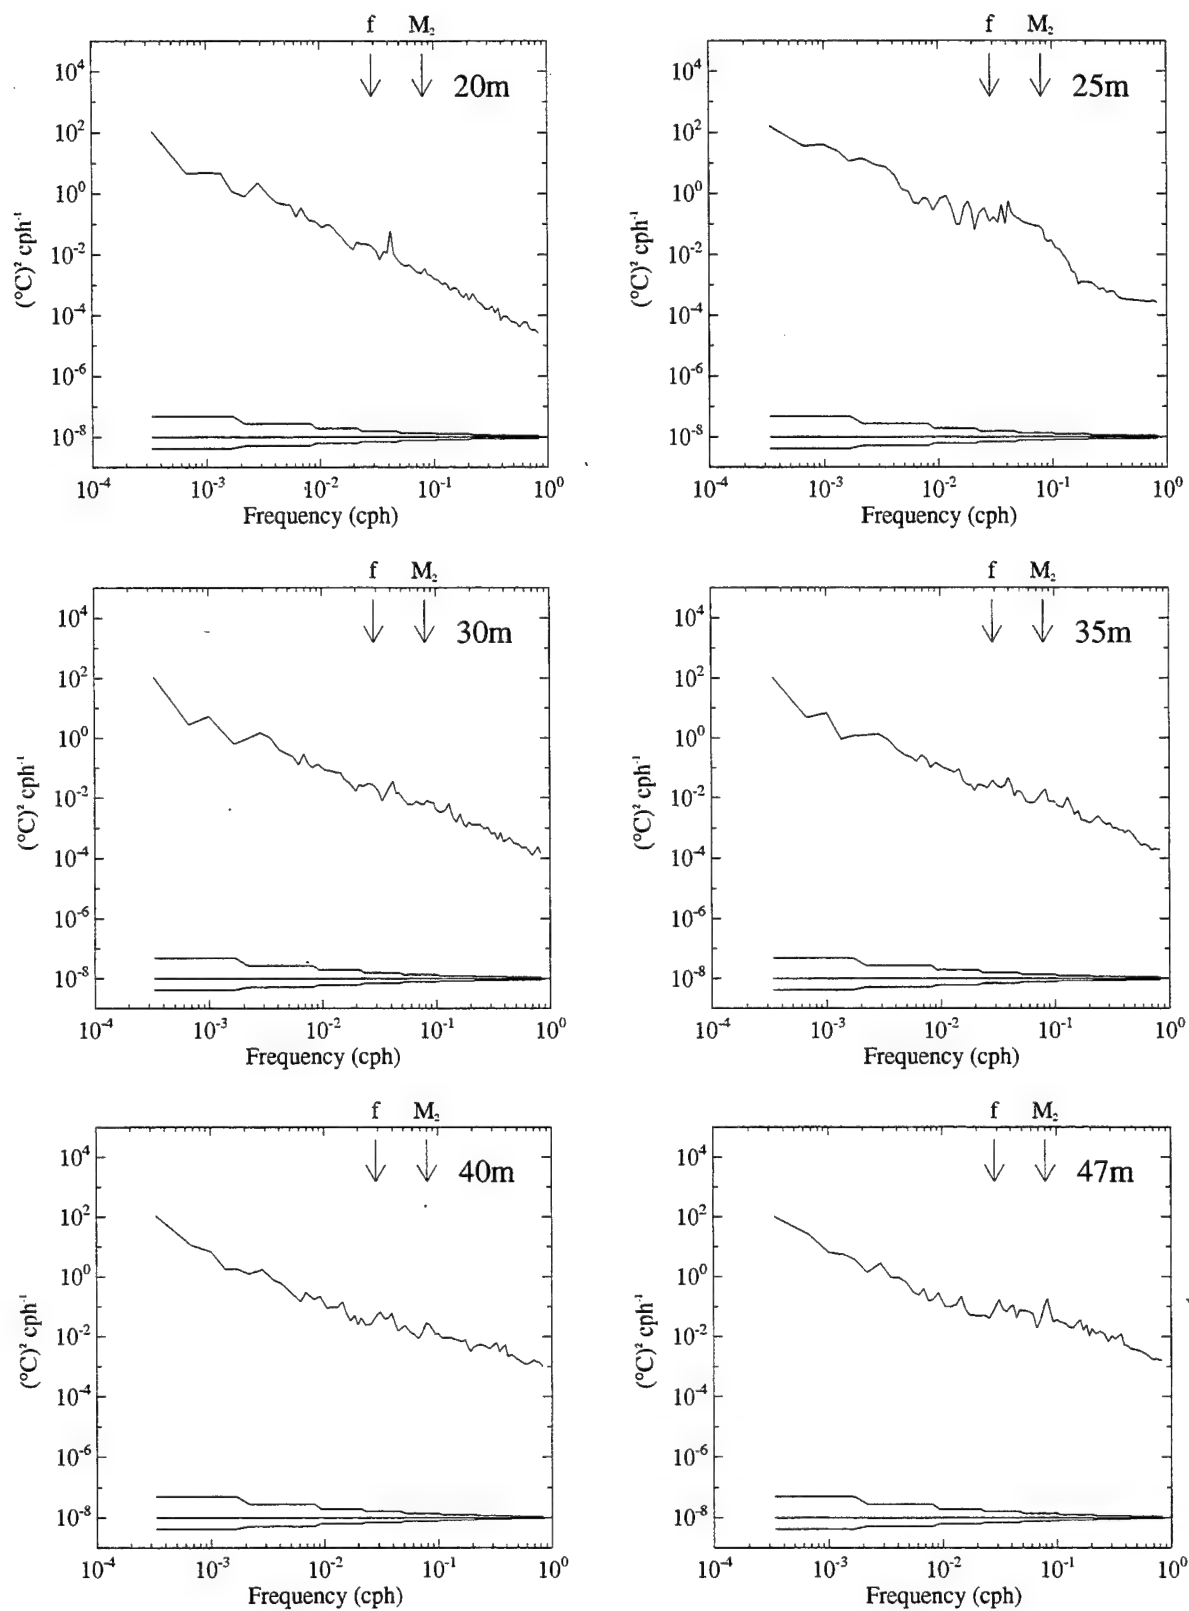 f M₂
20m
10⁴
10²
10⁰
10⁻²
10⁻⁴
10⁻⁶
10⁻⁸
(°C)² cph⁻¹
10⁻⁴ 10⁻³ 10⁻² 10⁻¹ 10⁰
Frequency (cph)
f M₂
25m
10⁴
10²
10⁰
10⁻²
10⁻⁴
10⁻⁶
10⁻⁸
(°C)² cph⁻¹
10⁻⁴ 10⁻³ 10⁻² 10⁻¹ 10⁰
Frequency (cph)
f M₂
30m
10⁴
10²
10⁰
10⁻²
10⁻⁴
10⁻⁶
10⁻⁸
(°C)² cph⁻¹
10⁻⁴ 10⁻³ 10⁻² 10⁻¹ 10⁰
Frequency (cph)
f M₂
35m
10⁴
10²
10⁰
10⁻²
10⁻⁴
10⁻⁶
10⁻⁸
(°C)² cph⁻¹
10⁻⁴ 10⁻³ 10⁻² 10⁻¹ 10⁰
Frequency (cph)
f M₂
40m
10⁴
10²
10⁰
10⁻²
10⁻⁴
10⁻⁶
10⁻⁸
(°C)² cph⁻¹
10⁻⁴ 10⁻³ 10⁻² 10⁻¹ 10⁰
Frequency (cph)
f M₂
47m
10⁴
10²
10⁰
10⁻²
10⁻⁴
10⁻⁶
10⁻⁸
(°C)² cph⁻¹
10⁻⁴ 10⁻³ 10⁻² 10⁻¹ 10⁰
Frequency (cph)